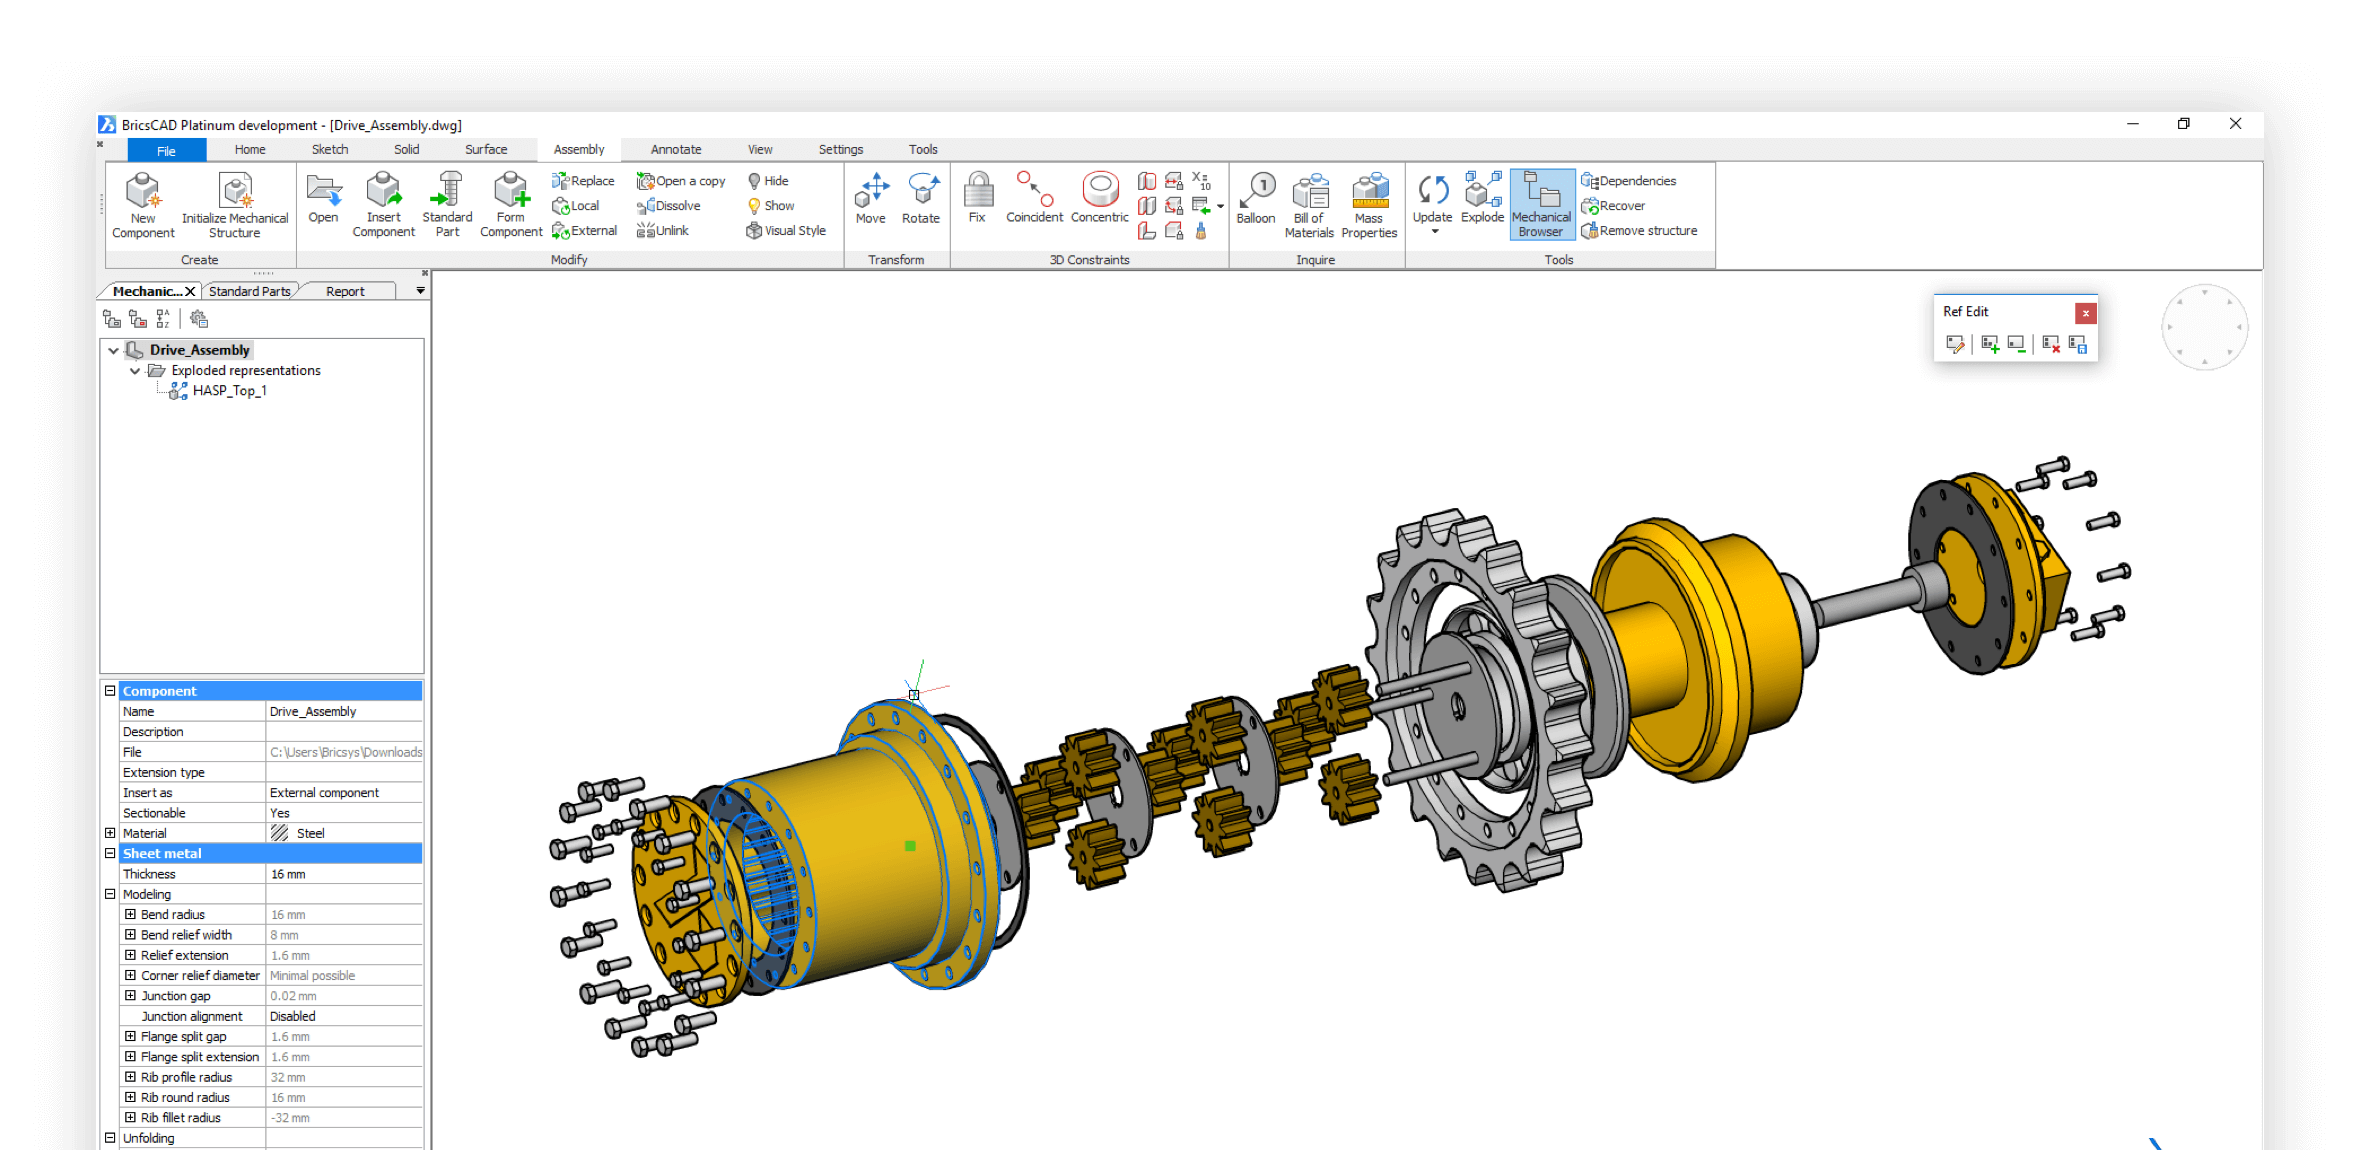 BricsCAD Platinum development - [Drive_Assembly.dwg]
File Home Sketch Solid Surface Assembly Annotate View Settings Tools
New Component
Initialize Mechanical Structure
Create
Open
Insert Component
Standard Part
Form Component
Replace
Local
External
Open a copy
Dissolve
Unlink
Hide
Show
Visual Style
Modify
Move
Rotate
Transform
Fix
Coincident
Concentric
X= 10
3D Constraints
1
Balloon
Bill of Materials
Mass Properties
Inquire
Update
Explode
Mechanical Browser
Dependencies
Recover
Remove structure
Tools
Mechanic... X Standard Parts Report
A Z
Drive_Assembly
Exploded representations
HASP_Top_1
Ref Edit
Component
Name Drive_Assembly
Description
File C:\Users\Bricsys\Downloads
Extension type
Insert as External component
Sectionable Yes
Material Steel
Sheet metal
Thickness 16 mm
Modeling
Bend radius 16 mm
Bend relief width 8 mm
Relief extension 1.6 mm
Corner relief diameter Minimal possible
Junction gap 0.02 mm
Junction alignment Disabled
Flange split gap 1.6 mm
Flange split extension 1.6 mm
Rib profile radius 32 mm
Rib round radius 16 mm
Rib fillet radius -32 mm
Unfolding